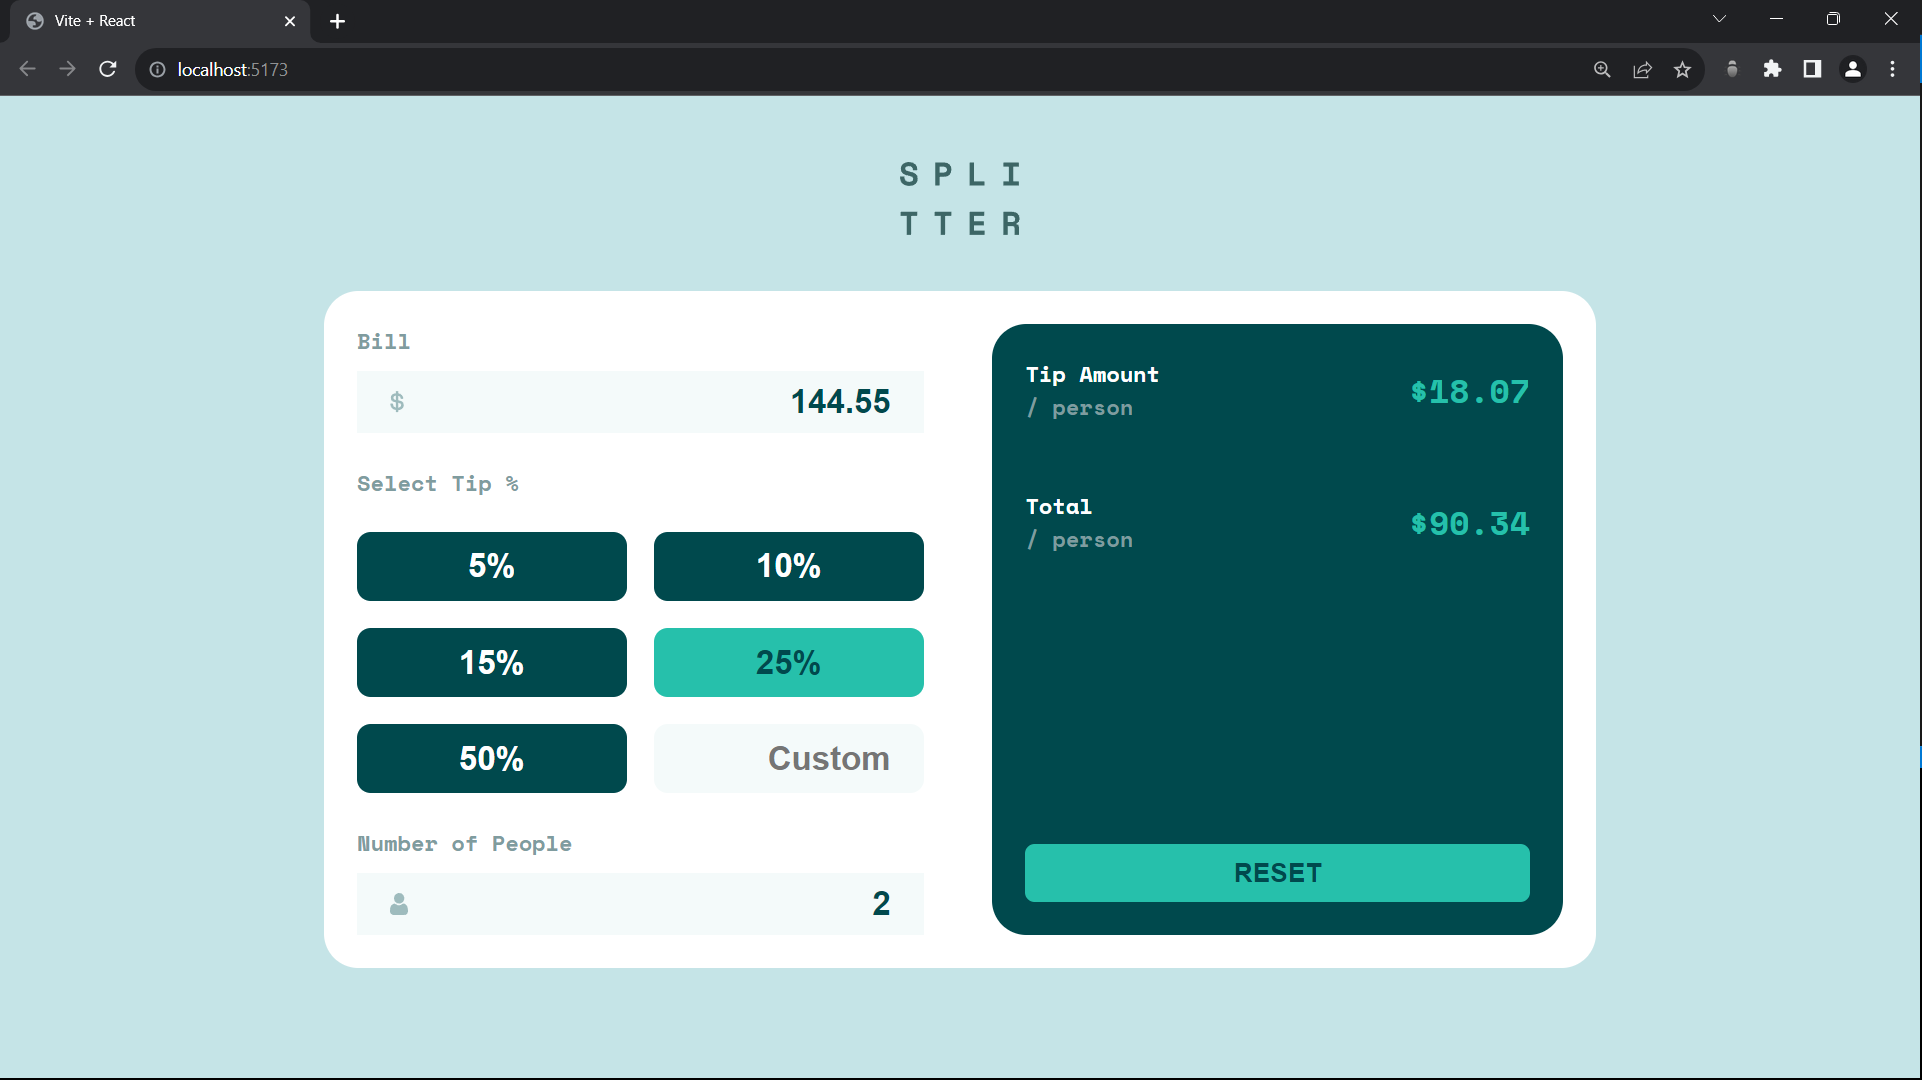 Vite + React
localhost:5173
SPLI
TTER
Bill
$ 144.55
Select Tip %
5% 10%
15% 25%
50% Custom
Number of People
2
Tip Amount
/ person
$18.07
Total
/ person
$90.34
RESET